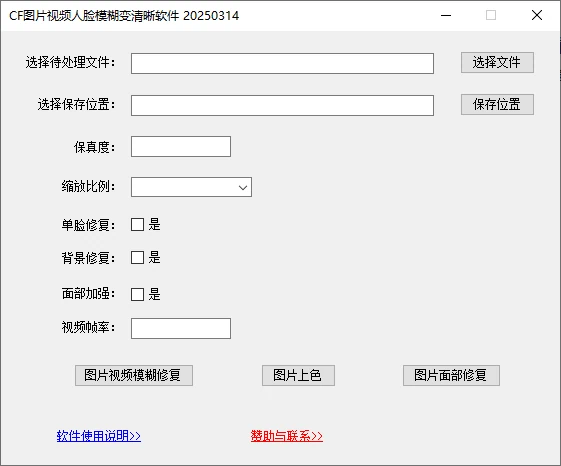 CF图片视频人脸模糊变清晰软件 20250314
选择待处理文件： 选择文件
选择保存位置： 保存位置
保真度：
缩放比例：
单脸修复： 是
背景修复： 是
面部加强： 是
视频帧率：
图片视频模糊修复 图片上色 图片面部修复
软件使用说明>> 赞助与联系>>